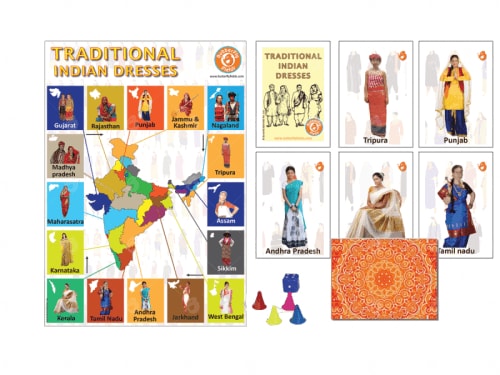 TRADITIONAL
INDIAN DRESSES
Gujarat
Rajasthan
Punjab
Jammu &
Kashmir
Nagaland
Madhya
pradesh
Tripura
Maharasatra
Assam
Karnataka
Sikkim
Kerala
Tamil Nadu
Andhra
Pradesh
Jharkhand
West Bengal
TRADITIONAL
INDIAN
DRESSES
Tripura
Punjab
Andhra Pradesh
Tamil nadu